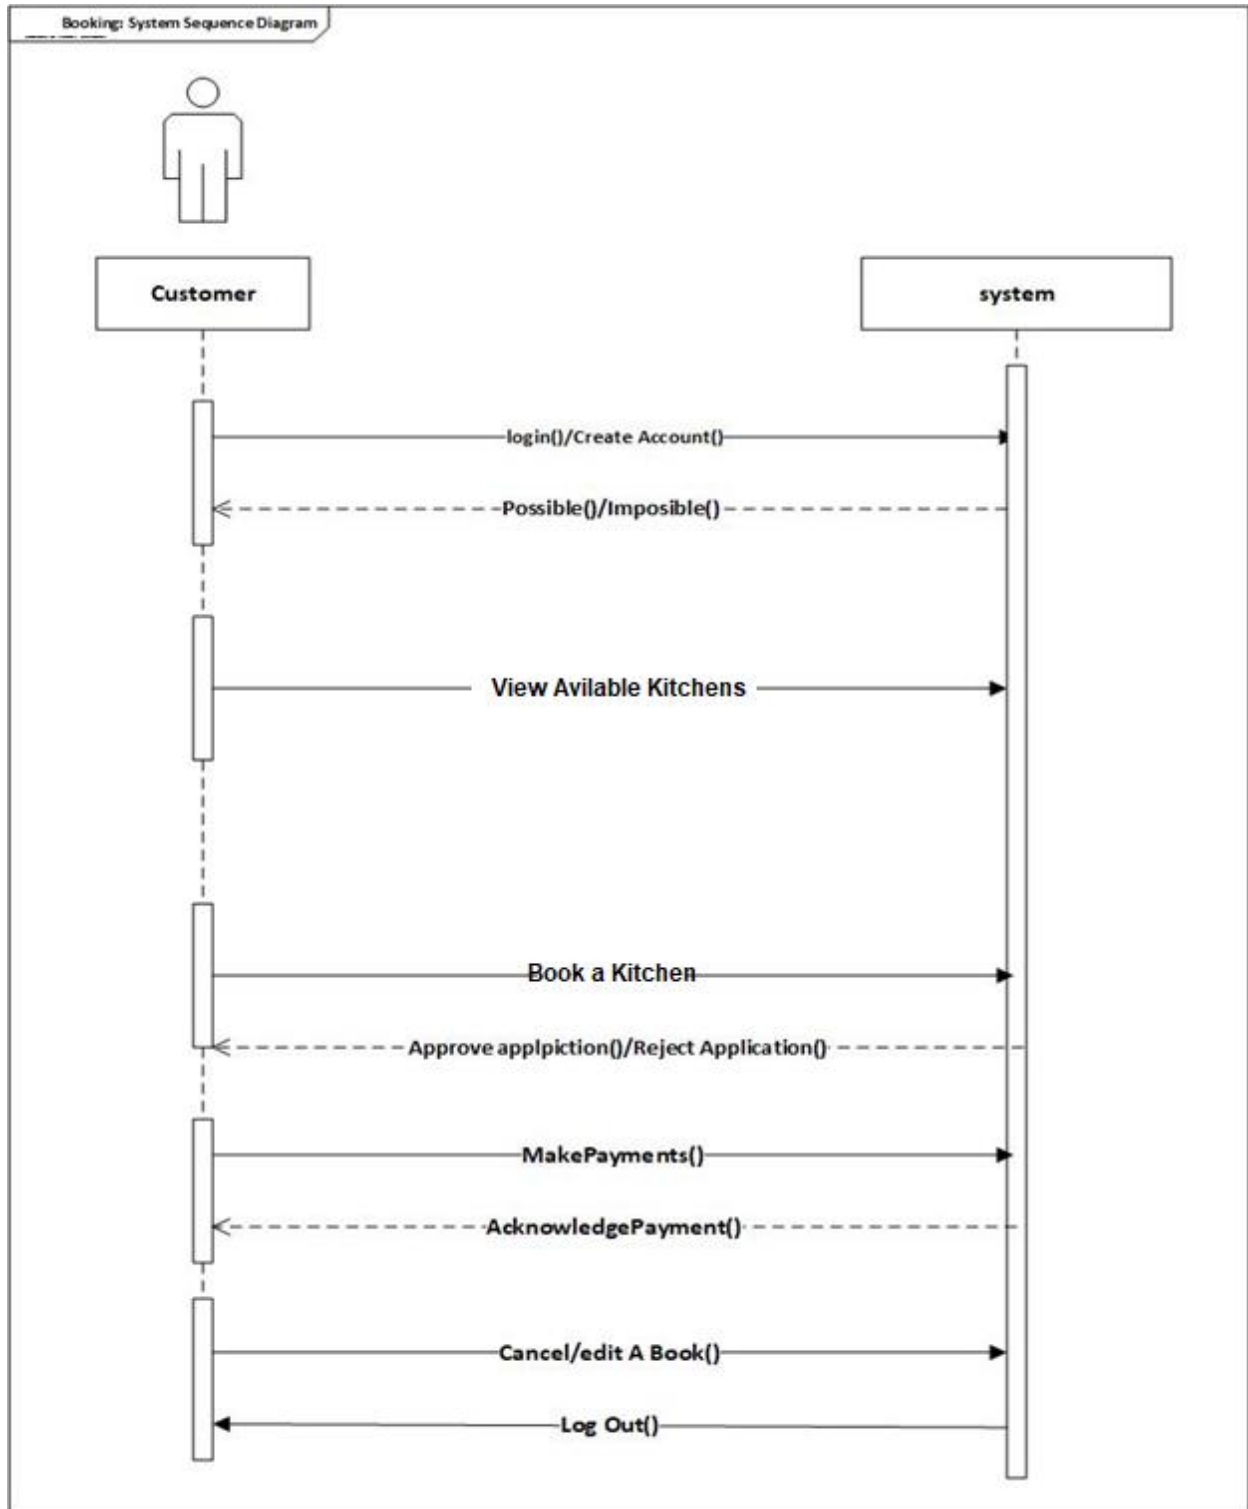 Booking: System Sequence Diagram
Customer
system
login()/Create Account()
Possible()/Imposible()
View Avilable Kitchens
Book a Kitchen
Approve applpiction()/Reject Application()
MakePayments()
AcknowledgePayment()
Cancel/edit A Book()
Log Out()